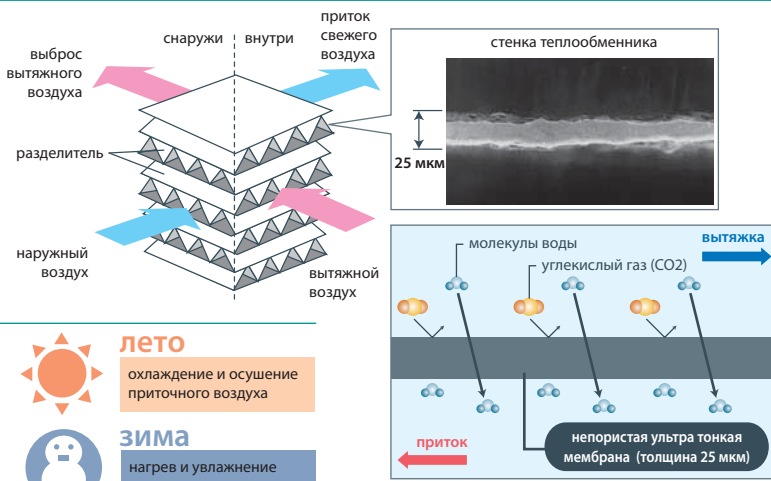 выброс
вытяжного
воздуха
снаружи
внутри
приток
свежего
воздуха
разделитель
наружный
воздух
вытяжной
воздух
стенка теплообменника
25 мкм
молекулы воды
углекислый газ (CO2)
вытяжка
приток
непористая ультра тонкая
мембрана (толщина 25 мкм)
лето
охлаждение и осушение
приточного воздуха
зима
нагрев и увлажнение